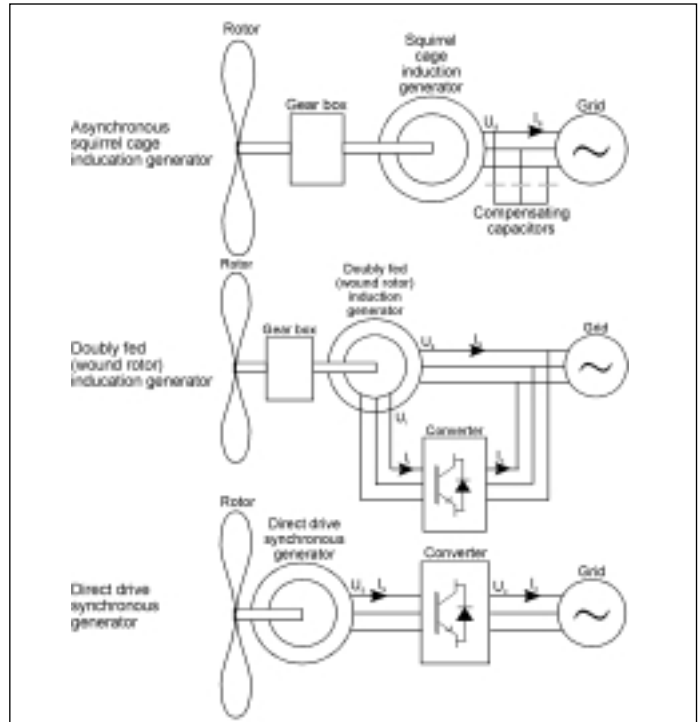 Rotor
Squirrel
cage
induction
generator
Gear box
Grid
Asynchronous
squirrel cage
inducation generator
Compensating
capacitors
Rotor
Doubly fed
(wound rotor)
induction
generator
Gear box
Grid
Doubly fed
(wound rotor)
inducation generator
Converter
Rotor
Direct drive
synchronous
generator
Converter
Grid
Direct drive
synchronous
generator